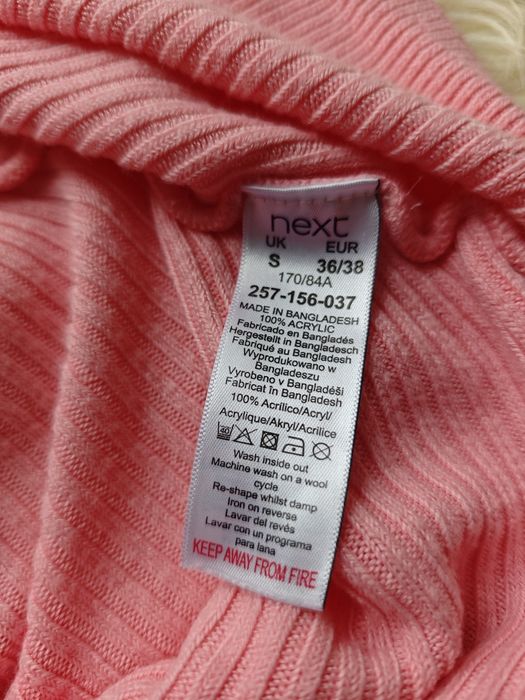 next
UK EUR
S 36/38
170/84A
257-156-037
MADE IN BANGLADESH
100% ACRYLIC
Fabricado en Bangladés
Hergestellt in Bangladesch
Fabriqué au Bangladesh
Wyprodukowano w
Bangladeszu
Vyrobeno v Bangladéši
Fabricat în Bangladesh
100% Acrílico/Acryl/
Acrylique/Akryl/Acrilice
40
Wash inside out
Machine wash on a wool
cycle
Re-shape whilst damp
Iron on reverse
Lavar del revés
Lavar con un programa
para lana
KEEP AWAY FROM FIRE